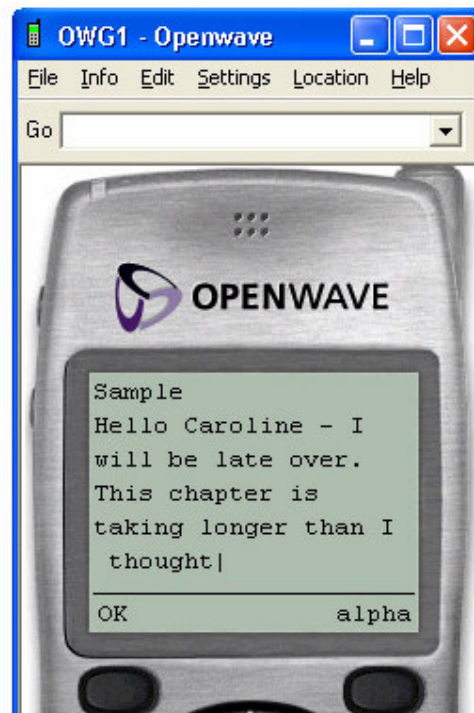 OWG1 - Openwave
File Info Edit Settings Location Help
Go
OPENWAVE
Sample
Hello Caroline - I
will be late over.
This chapter is
taking longer than I
thought|
OK alpha